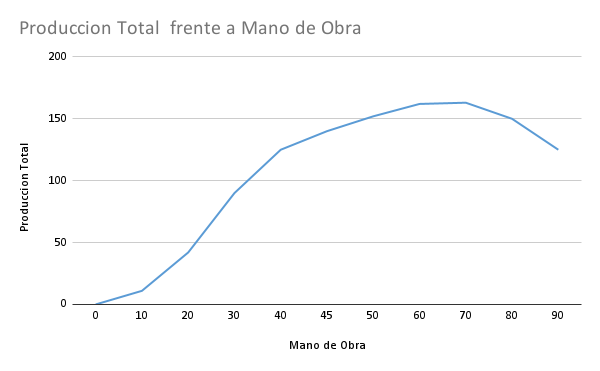 Produccion Total  frente a Mano de Obra
200
150
100
50
0
Produccion Total
0 10 20 30 40 45 50 60 70 80 90
Mano de Obra